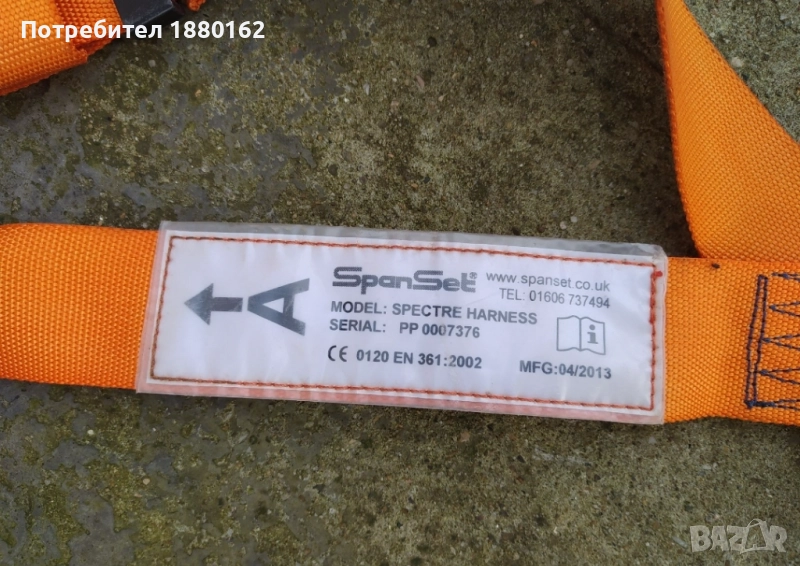 Потребител 1880162
A
SpanSet® www.spanset.co.uk
TEL: 01606 737494
MODEL: SPECTRE HARNESS
SERIAL: PP 0007376
i
CE 0120 EN 361:2002
MFG:04/2013
BAZAR